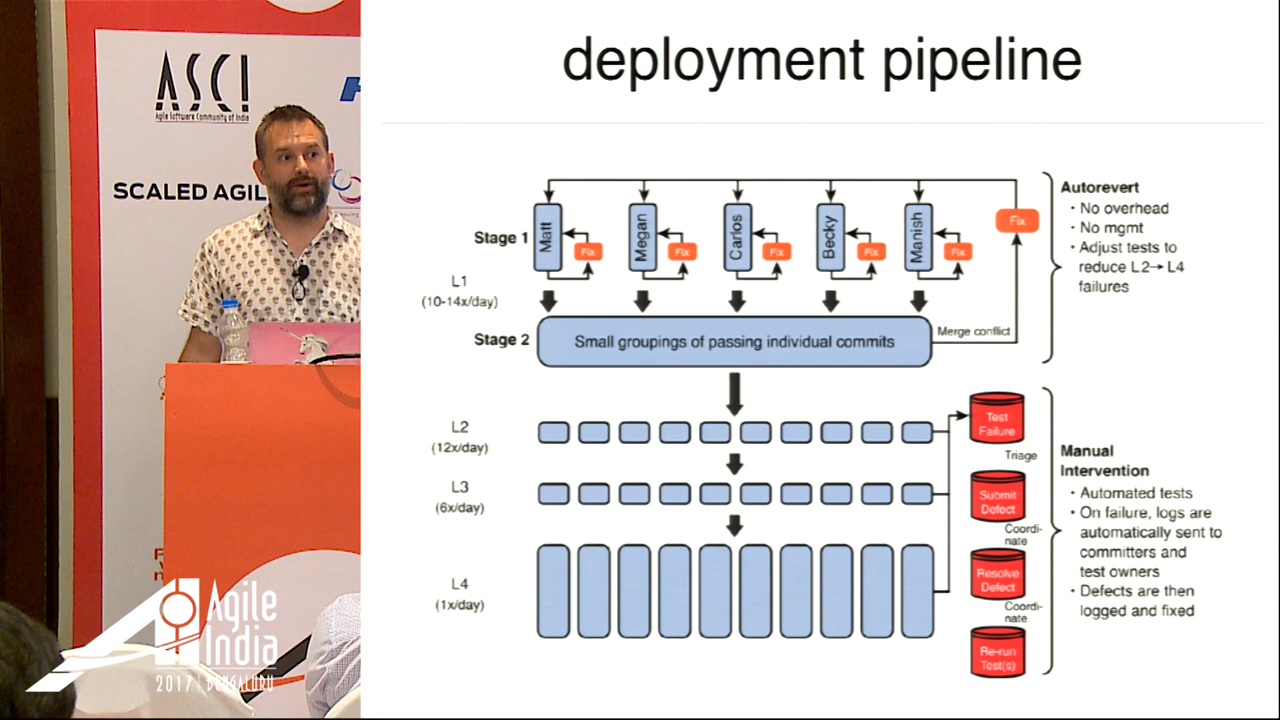 ASCI
Agile Software Community of India
SCALED AGIL
Agile
India
2017 | BENGALURU
deployment pipeline
Stage 1
Matt
Fix
Megan
Fix
Carlos
Fix
Becky
Fix
Manish
Fix
Fix
L1
(10-14x/day)
Stage 2
Small groupings of passing individual commits
Merge conflict
Autorevert
· No overhead
· No mgmt
· Adjust tests to
reduce L2→L4
failures
L2
(12x/day)
L3
(6x/day)
L4
(1x/day)
Test
Failure
Triage
Submit
Defect
Coordi-
nate
Resolve
Defect
Coordi-
nate
Re-run
Test(s)
Manual
Intervention
· Automated tests
· On failure, logs are
automatically sent to
committers and
test owners
· Defects are then
logged and fixed